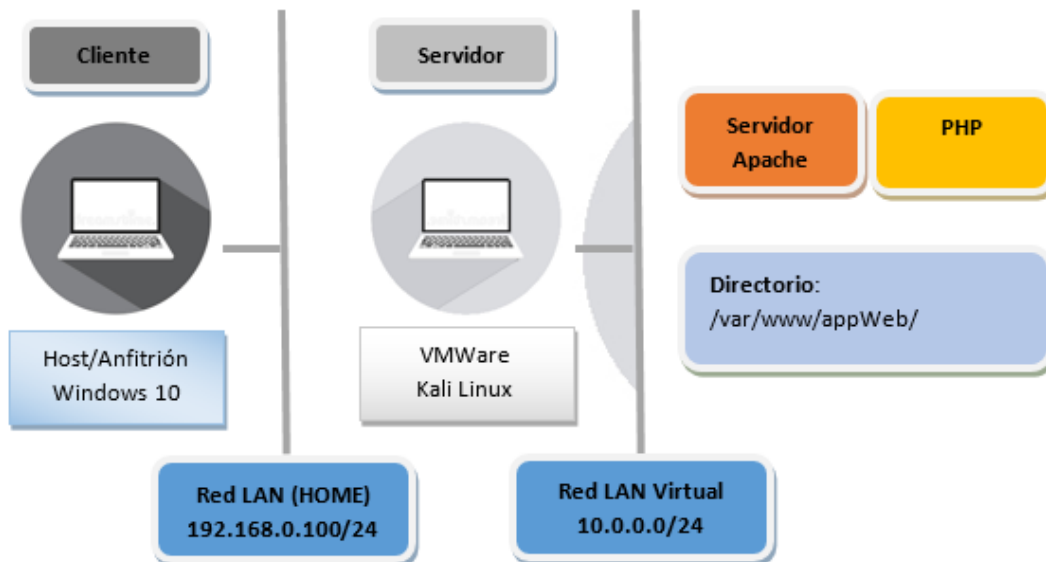 Cliente
Servidor
Servidor
Apache
PHP
Directorio:
/var/www/appWeb/
Host/Anfitrión
Windows 10
VMWare
Kali Linux
Red LAN (HOME)
192.168.0.100/24
Red LAN Virtual
10.0.0.0/24